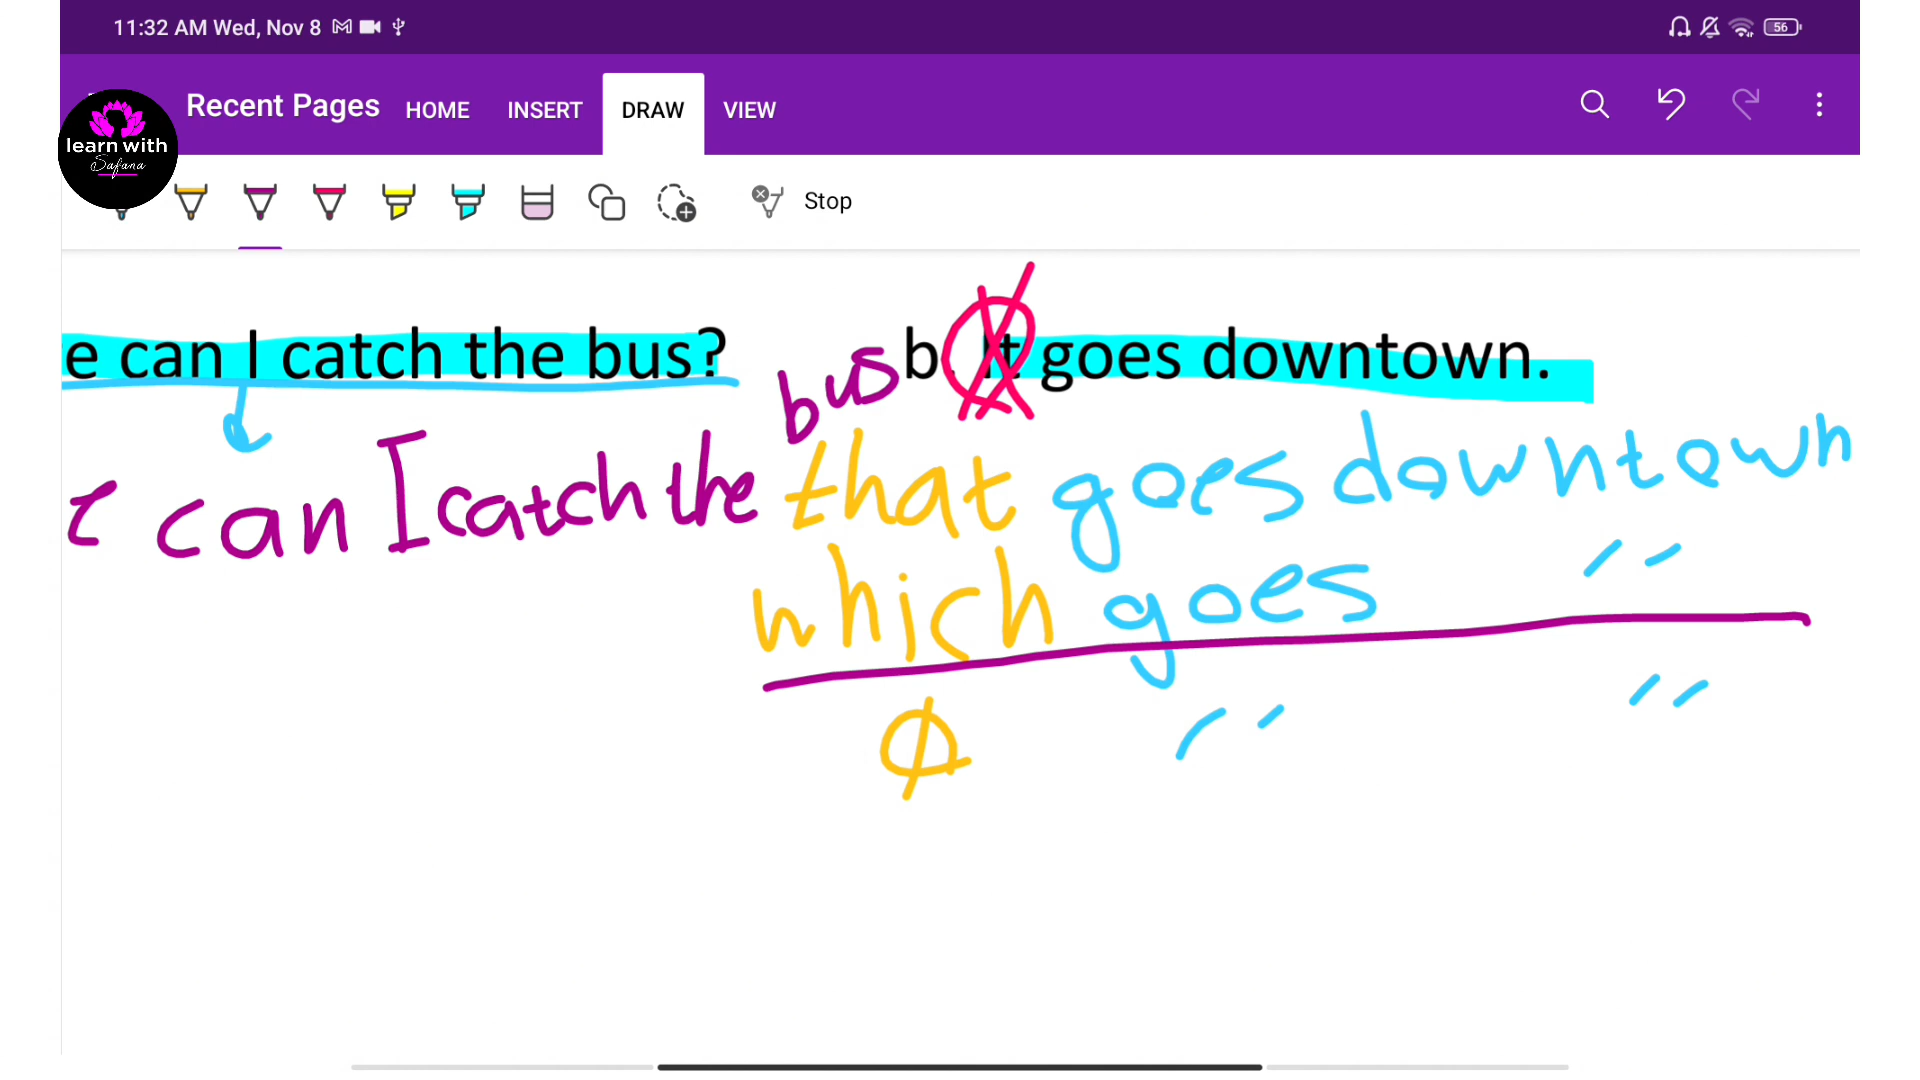 11:32 AM Wed, Nov 8
56
learn with
Safana
Recent Pages HOME INSERT DRAW VIEW
Stop
e can I catch the bus? b. It goes downtown.
e can I catch the bus that goes downtown
which goes " "
Ø " "